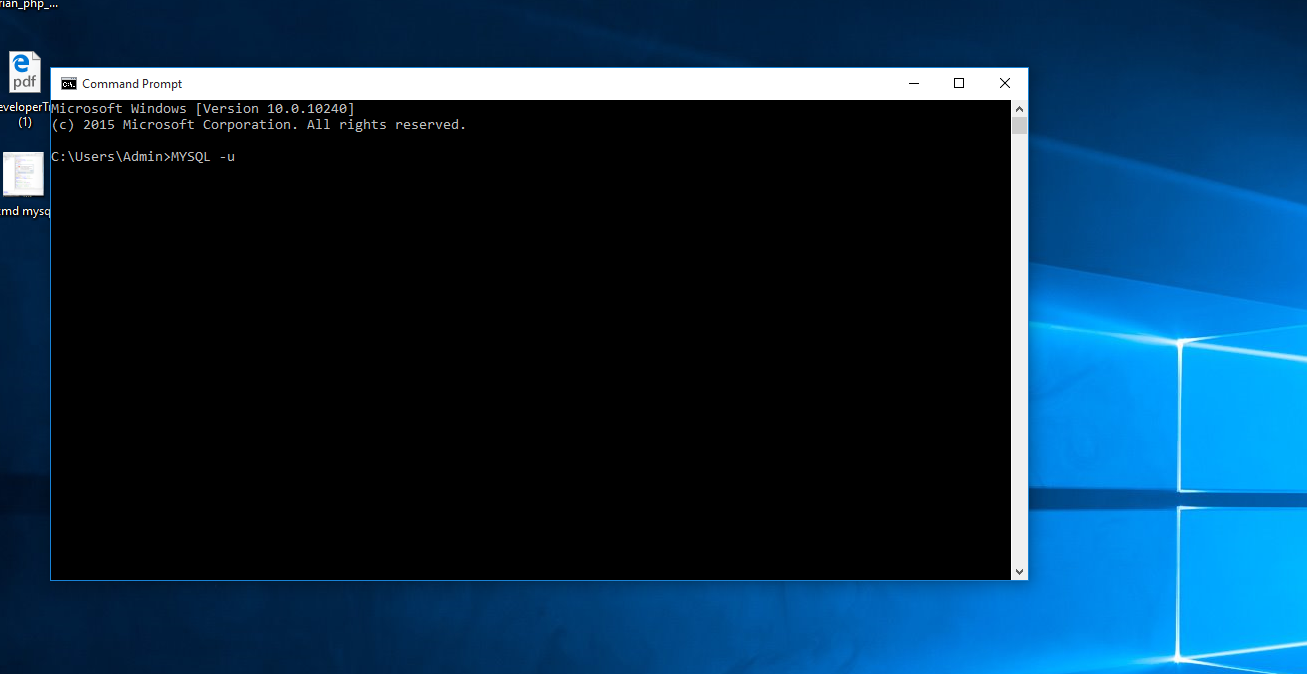 rian_php_...
pdf
eveloperTr
(1)
md mysq
Command Prompt
Microsoft Windows [Version 10.0.10240]
(c) 2015 Microsoft Corporation. All rights reserved.
C:\Users\Admin>MYSQL -u